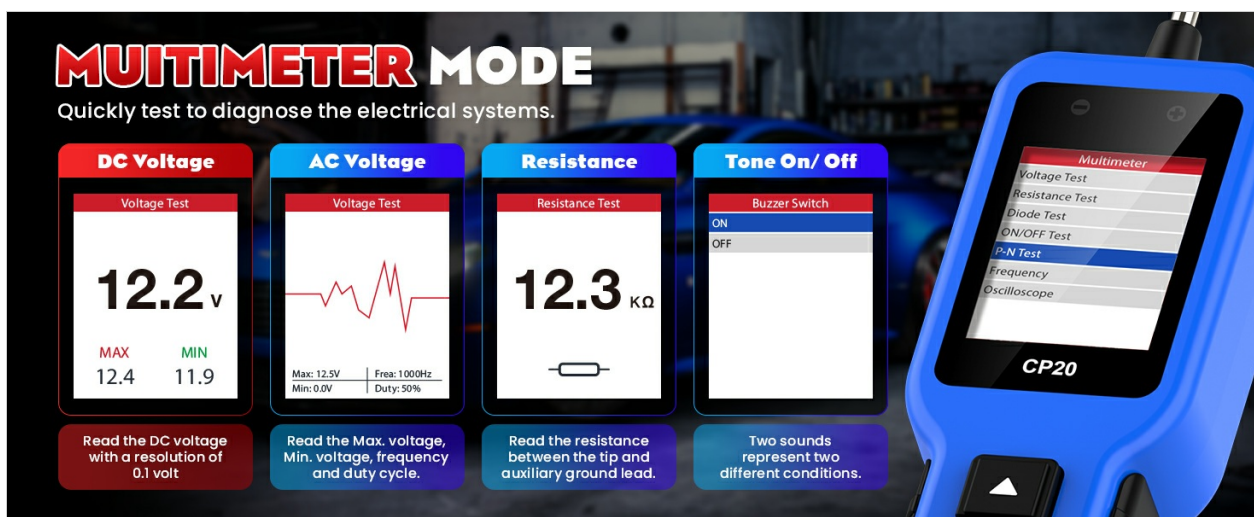 MUITIMETER MODE
Quickly test to diagnose the electrical systems.
DC Voltage
Voltage Test
12.2 V
MAX MIN
12.4 11.9
Read the DC voltage
with a resolution of
0.1 volt
AC Voltage
Voltage Test
Max: 12.5V Frea: 1000Hz
Min: 0.0V Duty: 50%
Read the Max. voltage,
Min. voltage, frequency
and duty cycle.
Resistance
Resistance Test
12.3 KΩ
Read the resistance
between the tip and
auxiliary ground lead.
Tone On/ Off
Buzzer Switch
ON
OFF
Two sounds
represent two
different conditions.
Multimeter
Voltage Test
Resistance Test
Diode Test
ON/OFF Test
P-N Test
Frequency
Oscilloscope
CP20